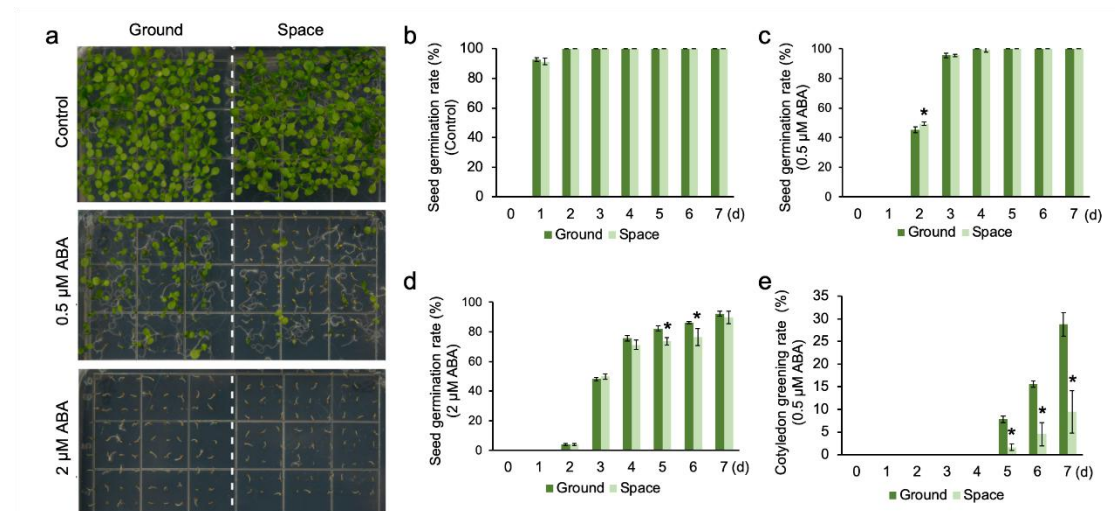 Ground Space
a
Control
0.5 μM ABA
2 μM ABA
b
Seed germination rate (%)
(Control)
100
80
60
40
20
0
0 1 2 3 4 5 6 7 (d)
Ground Space
c
Seed germination rate (%)
(0.5 μM ABA)
100
80
60
40
20
0
*
0 1 2 3 4 5 6 7 (d)
Ground Space
d
Seed germination rate (%)
(2 μM ABA)
100
80
60
40
20
0
* *
0 1 2 3 4 5 6 7 (d)
Ground Space
e
Cotyledon greening rate (%)
(0.5 μM ABA)
35
30
25
20
15
10
5
0
* * *
0 1 2 3 4 5 6 7 (d)
Ground Space